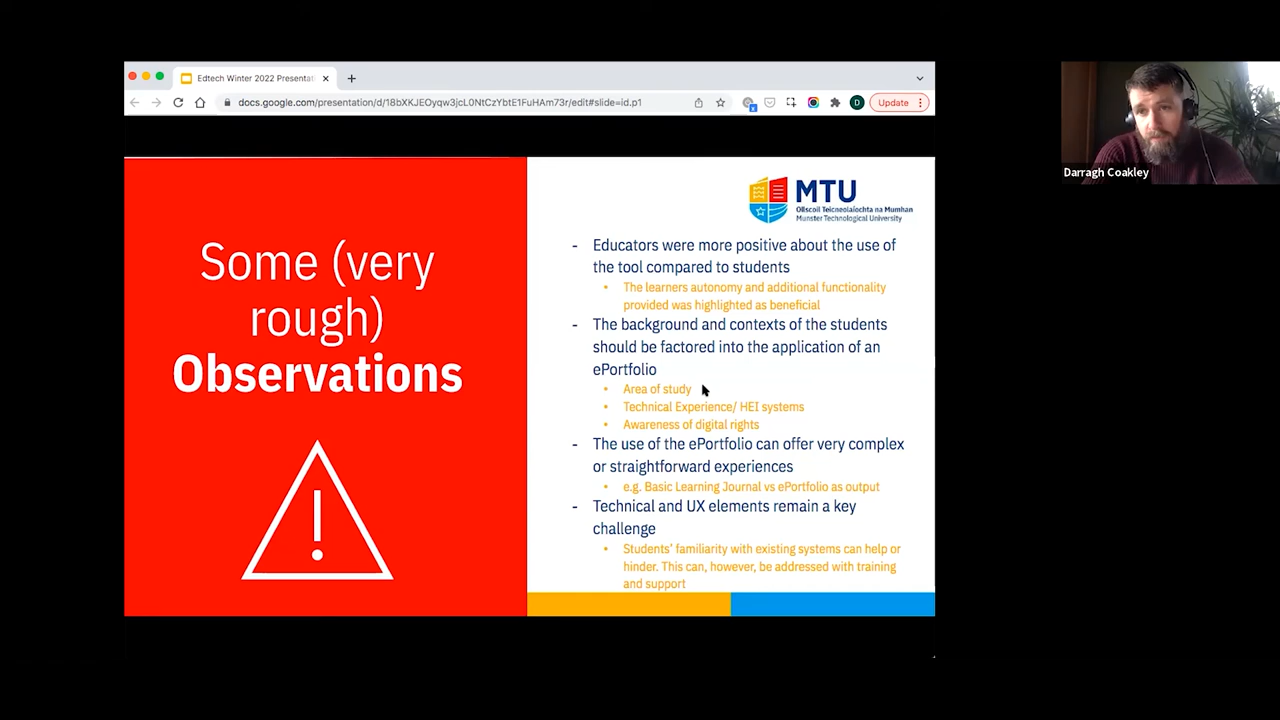 Edtech Winter 2022 Presentati
docs.google.com/presentation/d/18bXKJEOyqw3jcL0NtCzYbtE1FuHAm73r/edit#slide=id.p1
D
Update
Darragh Coakley
Some (very
rough)
Observations
MTU
Ollscoil Teicneolaíochta na Mumhan
Munster Technological University
- Educators were more positive about the use of
the tool compared to students
• The learners autonomy and additional functionality
provided was highlighted as beneficial
- The background and contexts of the students
should be factored into the application of an
ePortfolio
• Area of study
• Technical Experience/ HEI systems
• Awareness of digital rights
- The use of the ePortfolio can offer very complex
or straightforward experiences
• e.g. Basic Learning Journal vs ePortfolio as output
- Technical and UX elements remain a key
challenge
• Students’ familiarity with existing systems can help or
hinder. This can, however, be addressed with training
and support